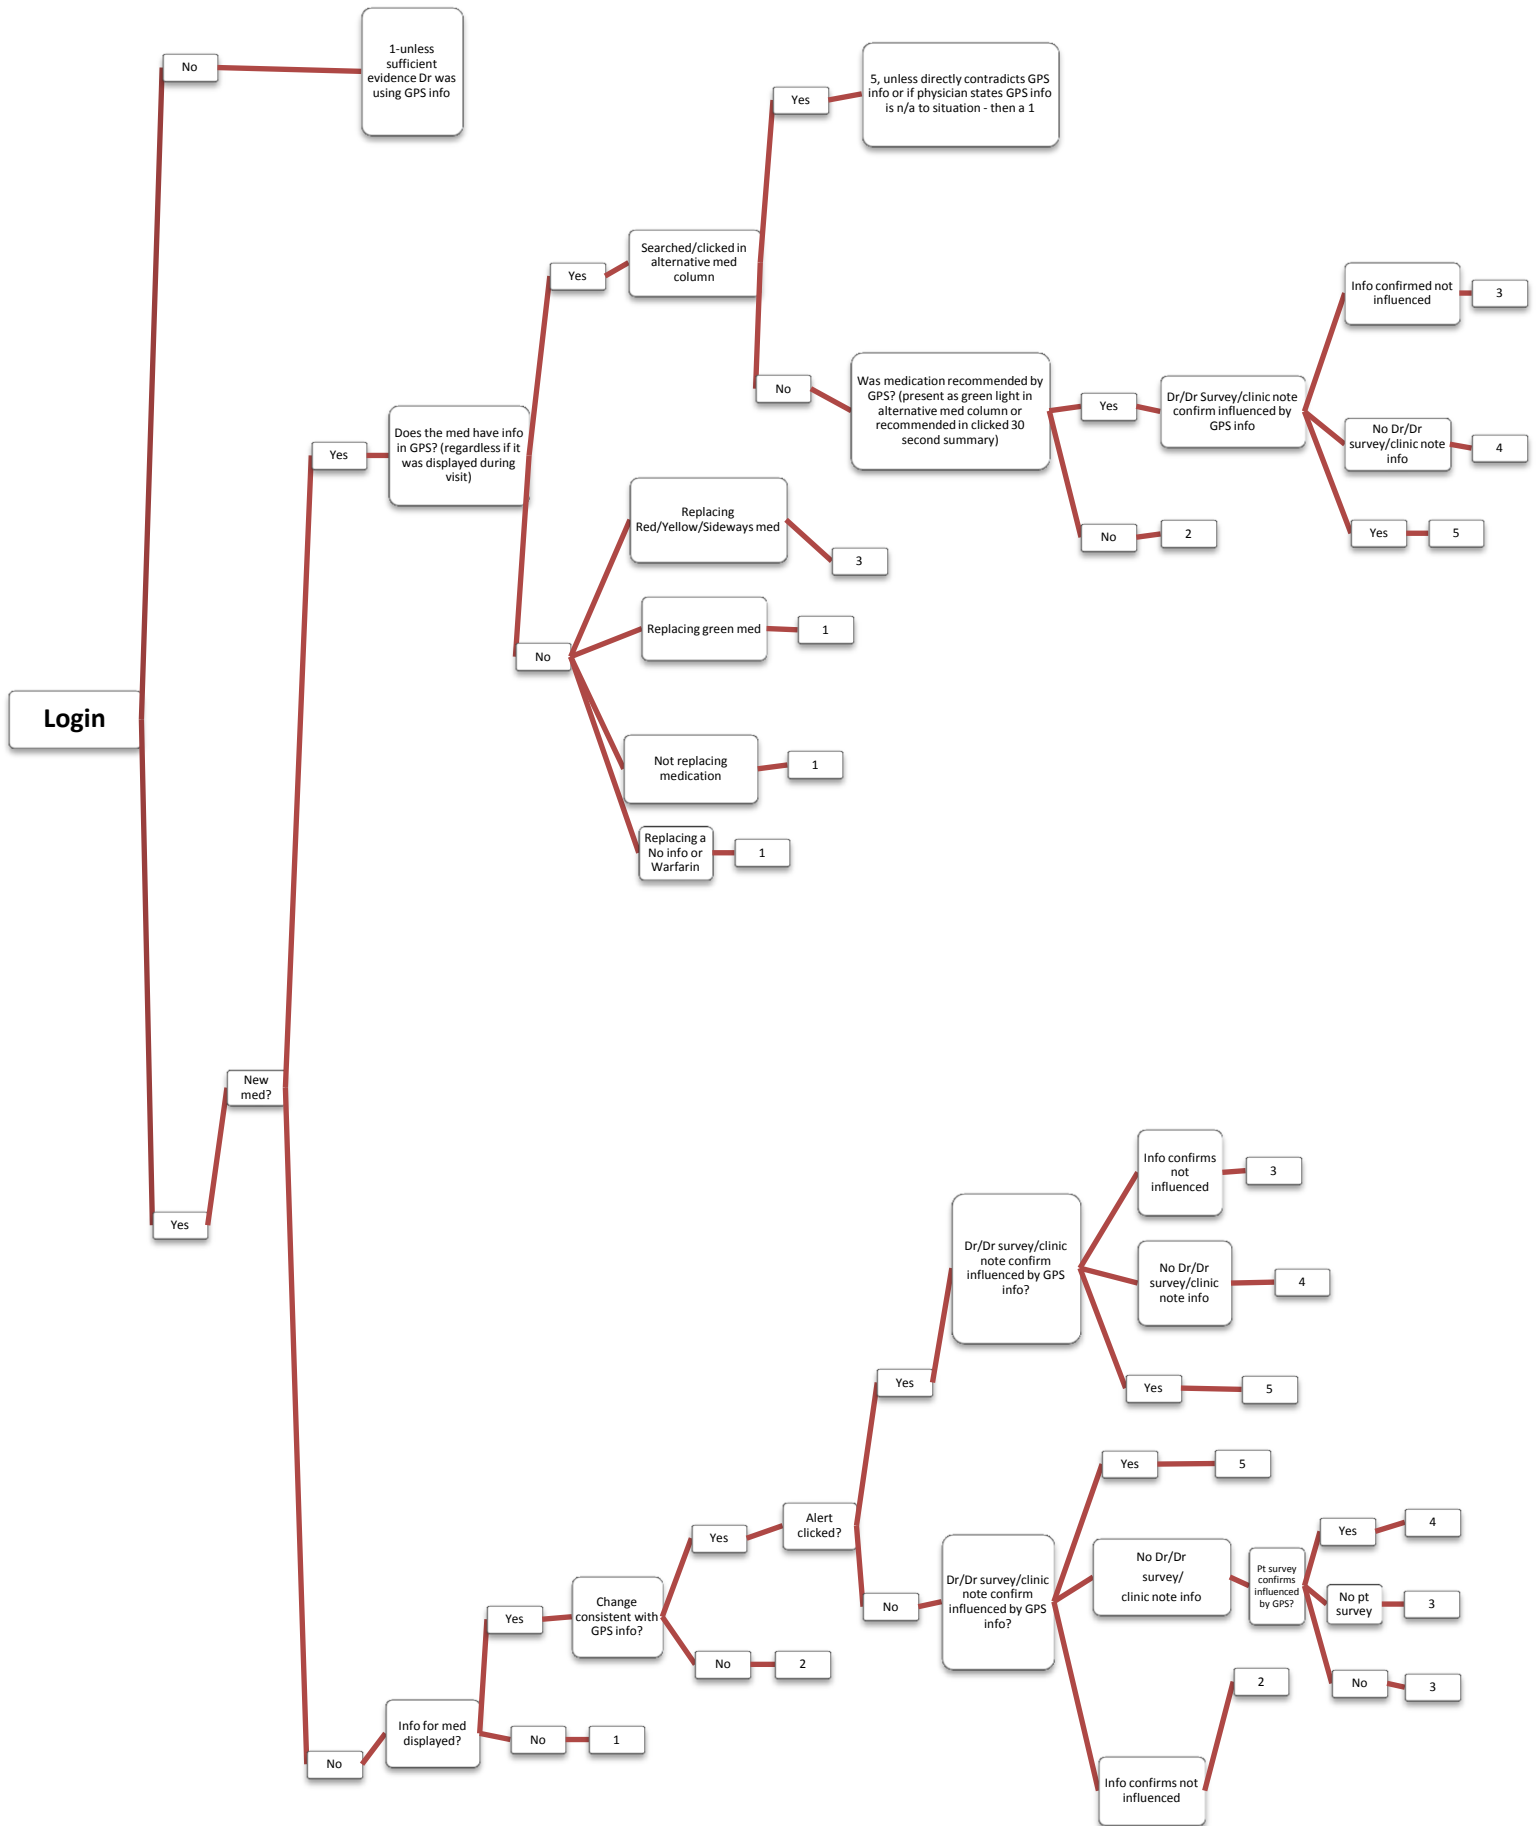 No
1-unless
sufficient
evidence Dr was
using GPS info
Yes
5, unless directly contradicts GPS
info or if physician states GPS info
is n/a to situation - then a 1
Yes
Searched/clicked in
alternative med
column
No
Was medication recommended by
GPS? (present as green light in
alternative med column or
recommended in clicked 30
second summary)
Yes
Dr/Dr Survey/clinic note
confirm influenced by
GPS info
Info confirmed not
influenced
3
No Dr/Dr
survey/clinic note
info
4
Yes
5
No
2
Yes
Does the med have info
in GPS? (regardless if it
was displayed during
visit)
Replacing
Red/Yellow/Sideways med
3
Replacing green med
1
No
Not replacing
medication
1
Replacing a
No info or
Warfarin
1
Login
New
med?
Yes
Info confirms
not
influenced
3
Dr/Dr survey/clinic
note confirm
influenced by GPS
info?
No Dr/Dr
survey/clinic
note info
4
Yes
Yes
5
Yes
5
Alert
clicked?
Yes
No
Dr/Dr survey/clinic
note confirm
influenced by GPS
info?
No Dr/Dr
survey/
clinic note info
Pt survey
confirms
influenced
by GPS?
Yes
4
No pt
survey
3
No
3
Yes
Change
consistent with
GPS info?
No
2
2
Info confirms not
influenced
No
Info for med
displayed?
No
1